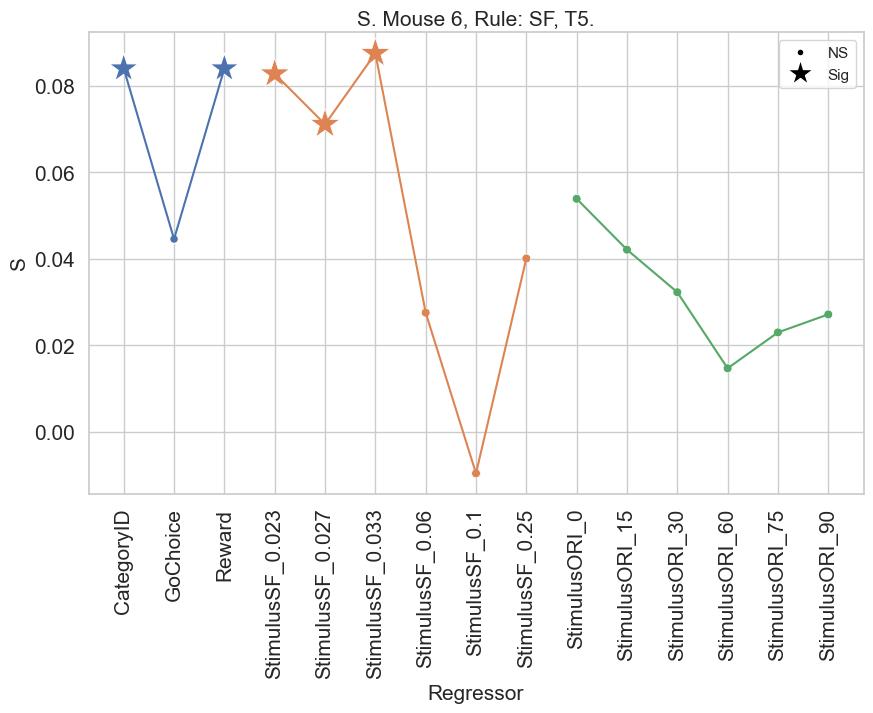 S. Mouse 6, Rule: SF, T5.
NS
Sig
S
0.08
0.06
0.04
0.02
0.00
CategoryID
GoChoice
Reward
StimulusSF_0.023
StimulusSF_0.027
StimulusSF_0.033
StimulusSF_0.06
StimulusSF_0.1
StimulusSF_0.25
StimulusORI_0
StimulusORI_15
StimulusORI_30
StimulusORI_60
StimulusORI_75
StimulusORI_90
Regressor